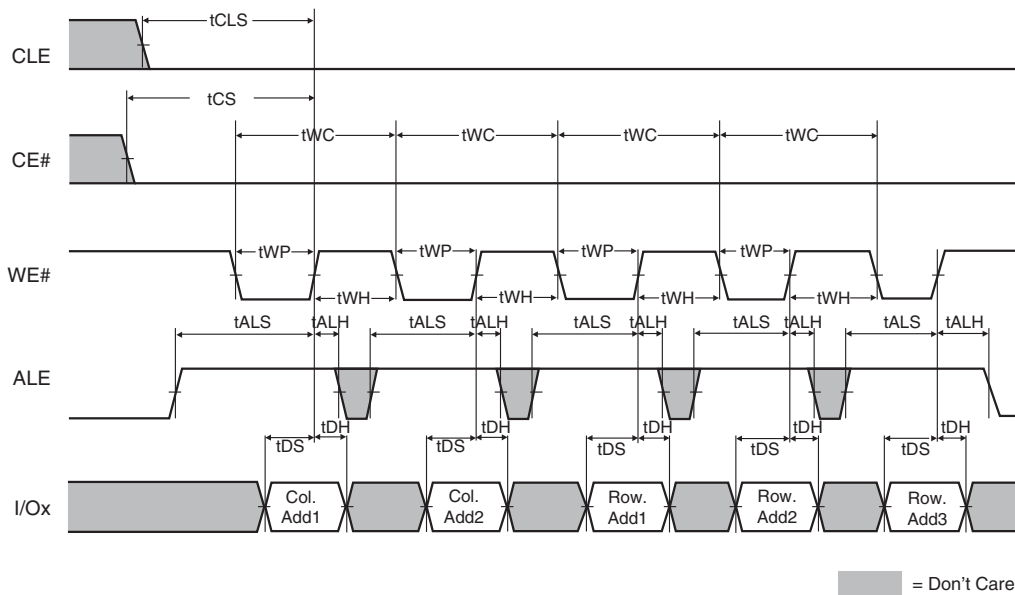 tCLS
CLE
tCS
tWC tWC tWC tWC
CE#
tWP tWP tWP tWP
WE#
tWH tWH tWH tWH
tALS tALH tALS tALH tALS tALH tALS tALH tALS tALH
ALE
tDS tDH tDS tDH tDS tDH tDS tDH tDS tDH
I/Ox
Col. Add1
Col. Add2
Row. Add1
Row. Add2
Row. Add3
= Don't Care